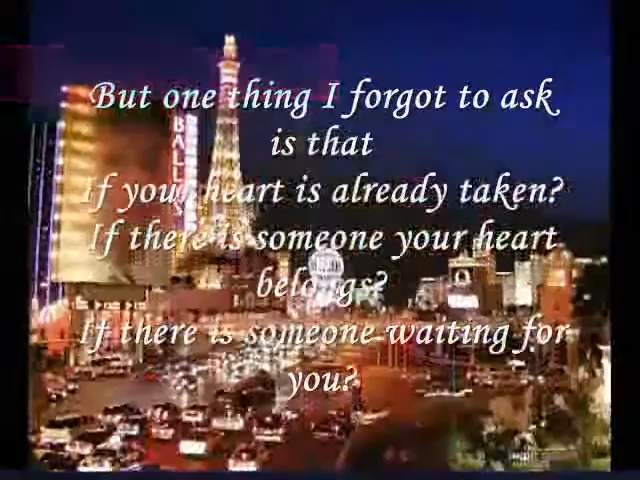 But one thing I forgot to ask
is that
If your heart is already taken?
If there is someone your heart
belongs?
If there is someone waiting for
you?
BALLYS